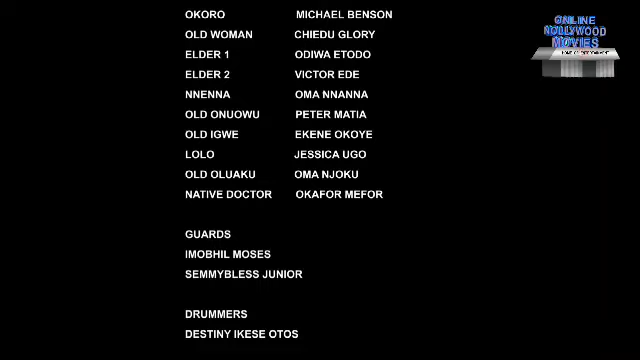 OKORO MICHAEL BENSON
OLD WOMAN CHIEDU GLORY
ELDER 1 ODIWA ETODO
ELDER 2 VICTOR EDE
NNENNA OMA NNANNA
OLD ONUOWU PETER MATIA
OLD IGWE EKENE OKOYE
LOLO JESSICA UGO
OLD OLUAKU OMA NJOKU
NATIVE DOCTOR OKAFOR MEFOR
GUARDS
IMOBHIL MOSES
SEMMYBLESS JUNIOR
DRUMMERS
DESTINY IKESE OTOS
ONLINE
NOLLYWOOD
MOVIES